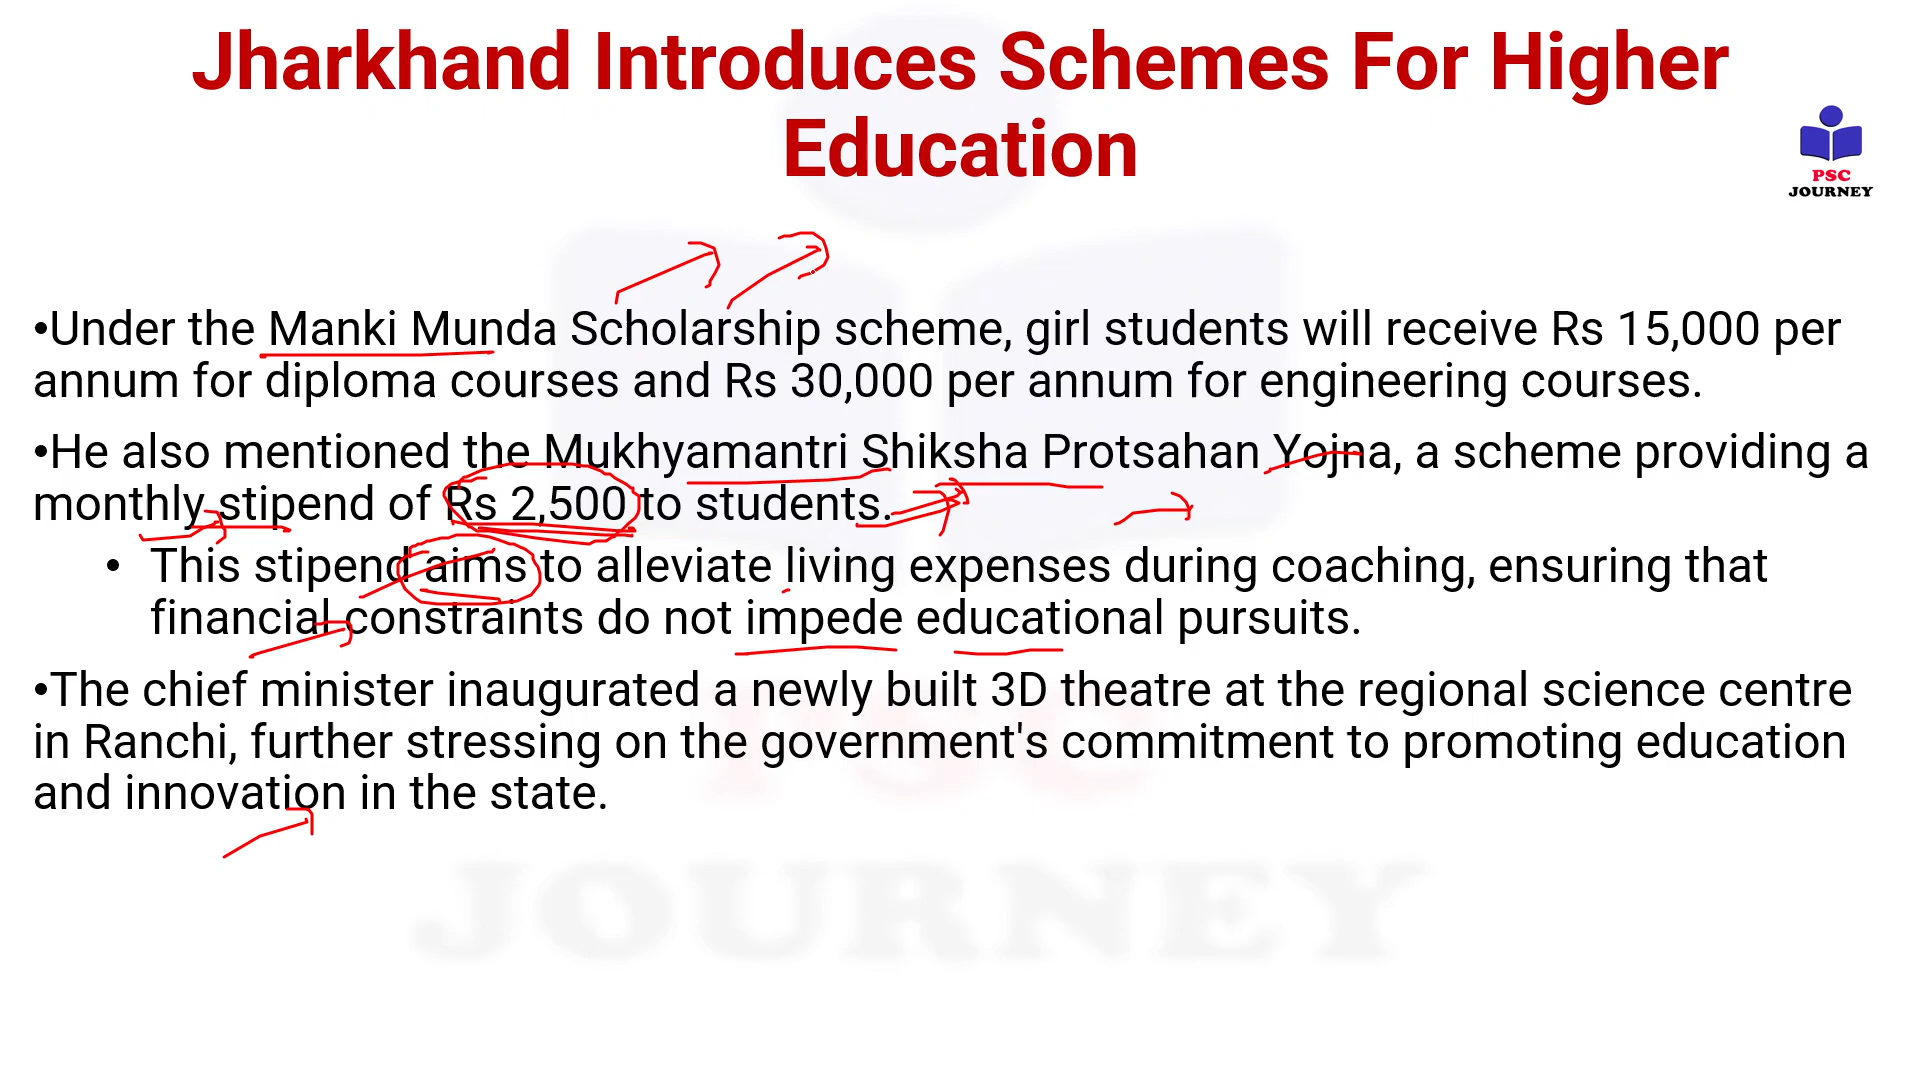 Jharkhand Introduces Schemes For Higher
Education
PSC
JOURNEY
•Under the Manki Munda Scholarship scheme, girl students will receive Rs 15,000 per
annum for diploma courses and Rs 30,000 per annum for engineering courses.
•He also mentioned the Mukhyamantri Shiksha Protsahan Yojna, a scheme providing a
monthly stipend of Rs 2,500 to students.
• This stipend aims to alleviate living expenses during coaching, ensuring that
financial constraints do not impede educational pursuits.
•The chief minister inaugurated a newly built 3D theatre at the regional science centre
in Ranchi, further stressing on the government's commitment to promoting education
and innovation in the state.
PSC
JOURNEY